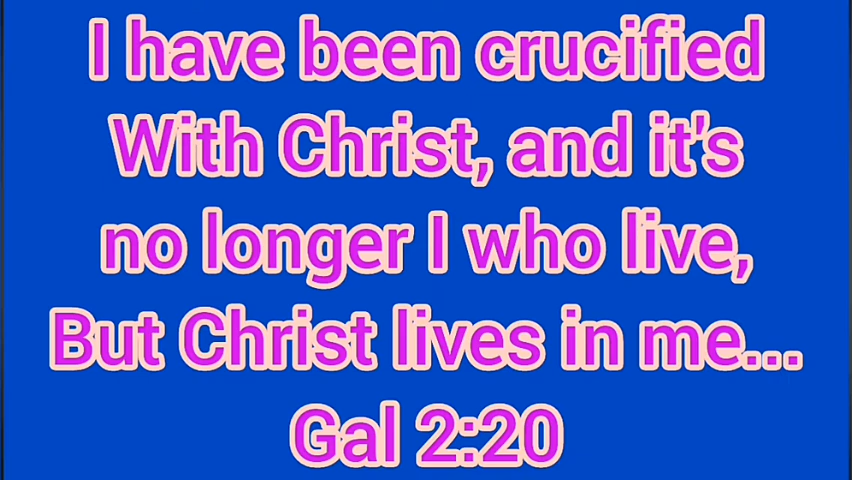 I have been crucified
With Christ, and it's
no longer I who live,
But Christ lives in me...
Gal 2:20